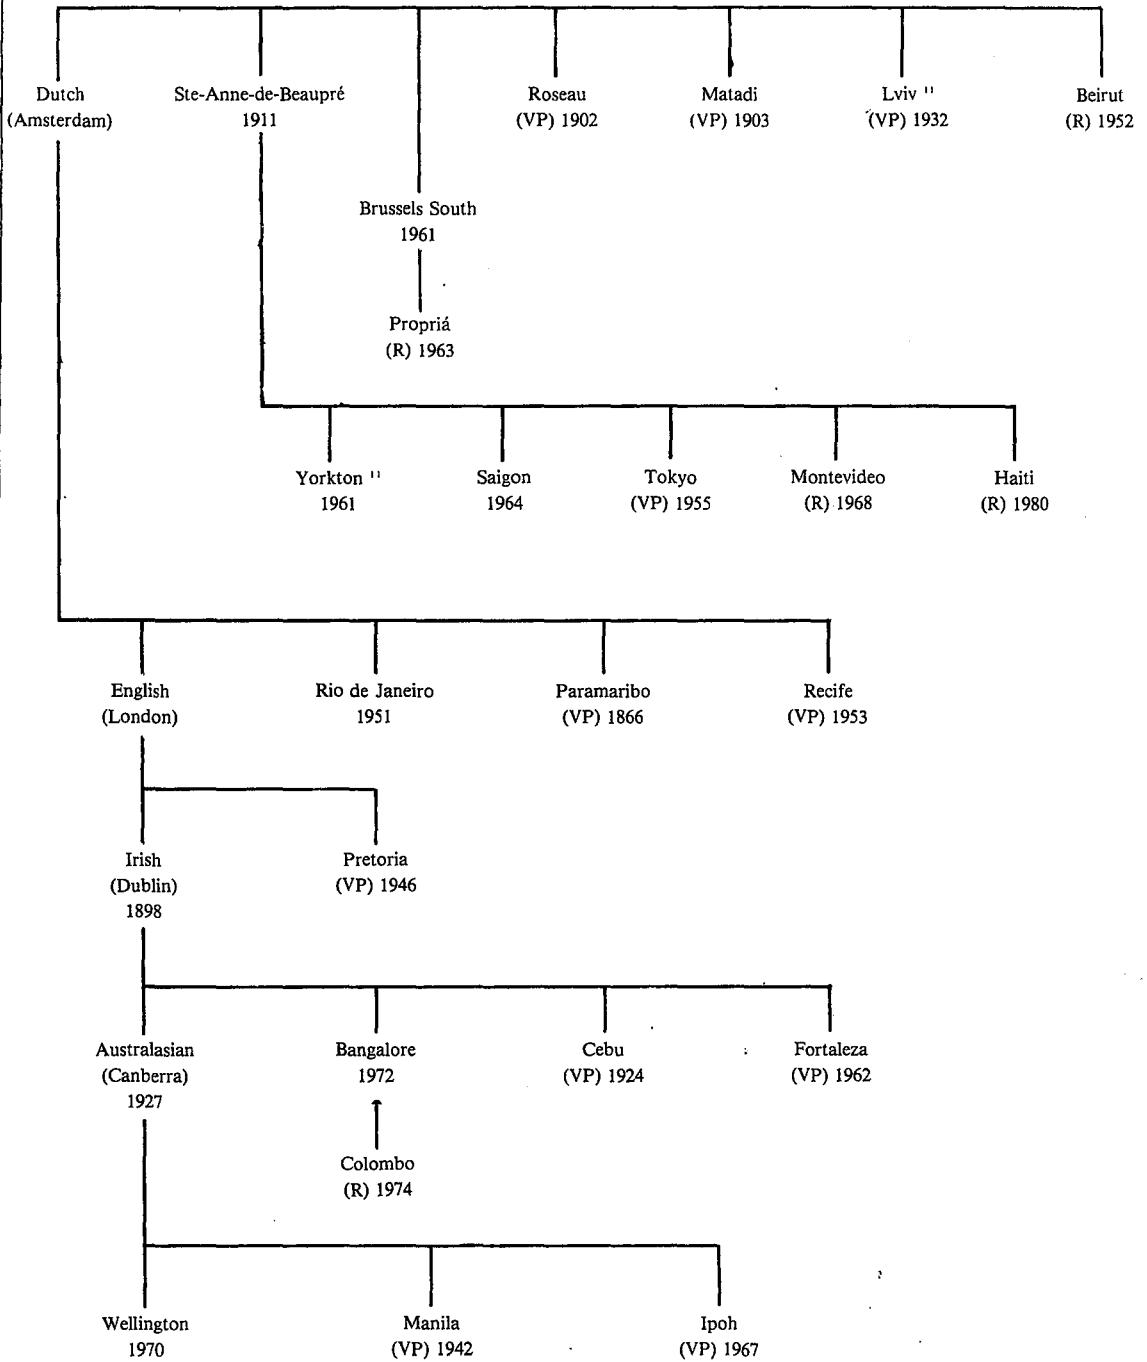 Dutch
(Amsterdam)
Ste-Anne-de-Beaupré
1911
Roseau
(VP) 1902
Matadi
(VP) 1903
Lviv ''
(VP) 1932
Beirut
(R) 1952
Brussels South
1961
Propriá
(R) 1963
Yorkton ''
1961
Saigon
1964
Tokyo
(VP) 1955
Montevideo
(R) 1968
Haiti
(R) 1980
English
(London)
Rio de Janeiro
1951
Paramaribo
(VP) 1866
Recife
(VP) 1953
Irish
(Dublin)
1898
Pretoria
(VP) 1946
Australasian
(Canberra)
1927
Bangalore
1972
Cebu
(VP) 1924
Fortaleza
(VP) 1962
Colombo
(R) 1974
Wellington
1970
Manila
(VP) 1942
Ipoh
(VP) 1967